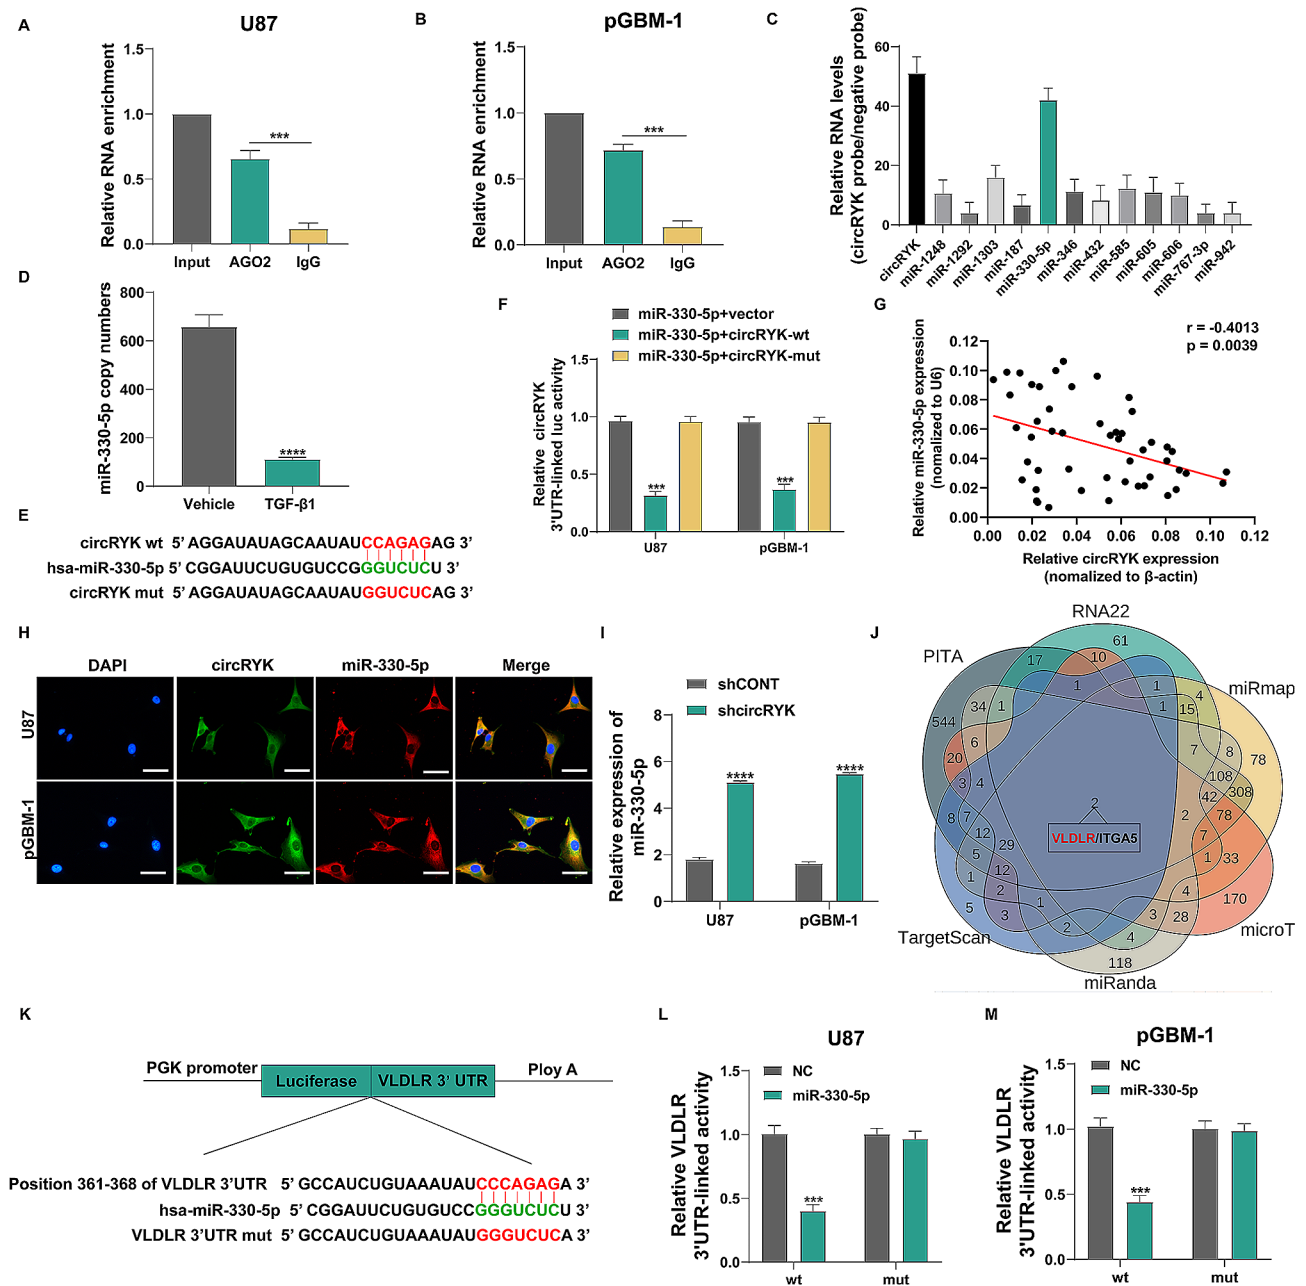 A
U87
Relative RNA enrichment
1.5
1.0
0.5
0.0
***
Input
AGO2
IgG
B
pGBM-1
Relative RNA enrichment
1.5
1.0
0.5
0.0
***
Input
AGO2
IgG
C
Relative RNA levels
(circRYK probe/negative probe)
60
40
20
0
circRYK
miR-1248
miR-1292
miR-1303
miR-187
miR-330-5p
miR-346
miR-432
miR-585
miR-605
miR-606
miR-767-3p
miR-942
D
miR-330-5p copy numbers
800
600
400
200
0
****
Vehicle
TGF-β1
E
circRYK wt 5' AGGAUAUAGCAAUAUCCAGAGAG 3'
hsa-miR-330-5p 5' CGGAUUCUGUGUCCGGGUCUCU 3'
circRYK mut 5' AGGAUAUAGCAAUAUGGUCUCAG 3'
F
miR-330-5p+vector
miR-330-5p+circRYK-wt
miR-330-5p+circRYK-mut
Relative circRYK
3'UTR-linked luc activity
1.5
1.0
0.5
0.0
***
***
U87
pGBM-1
G
r = -0.4013
p = 0.0039
Relative miR-330-5p expression
(nomalized to U6)
0.12
0.10
0.08
0.06
0.04
0.02
0.00
0.00
0.02
0.04
0.06
0.08
0.10
0.12
Relative circRYK expression
(nomalized to β-actin)
H
DAPI
circRYK
miR-330-5p
Merge
U87
pGBM-1
I
shCONT
shcircRYK
Relative expression of
miR-330-5p
8
6
4
2
0
****
****
U87
pGBM-1
J
RNA22
PITA
miRmap
microT
miRanda
TargetScan
61
17
10
1
1
4
34
1
1
15
544
6
7
8
78
20
108
3
4
42
308
2
8
7
2
78
VLDLR/ITGA5
12
7
29
5
1
33
12
1
2
4
170
5
1
3
3
28
2
4
118
K
PGK promoter
Luciferase
VLDLR 3' UTR
Ploy A
Position 361-368 of VLDLR 3'UTR 5' GCCAUCUGUAAAUAUCCCAGAGA 3'
hsa-miR-330-5p 5' CGGAUUCUGUGUCCGGGUCUCU 3'
VLDLR 3'UTR mut 5' GCCAUCUGUAAAUAUGGGUCUCA 3'
L
U87
NC
miR-330-5p
Relative VLDLR
3'UTR-linked activity
1.5
1.0
0.5
0.0
***
wt
mut
M
pGBM-1
NC
miR-330-5p
Relative VLDLR
3'UTR-linked activity
1.5
1.0
0.5
0.0
***
wt
mut